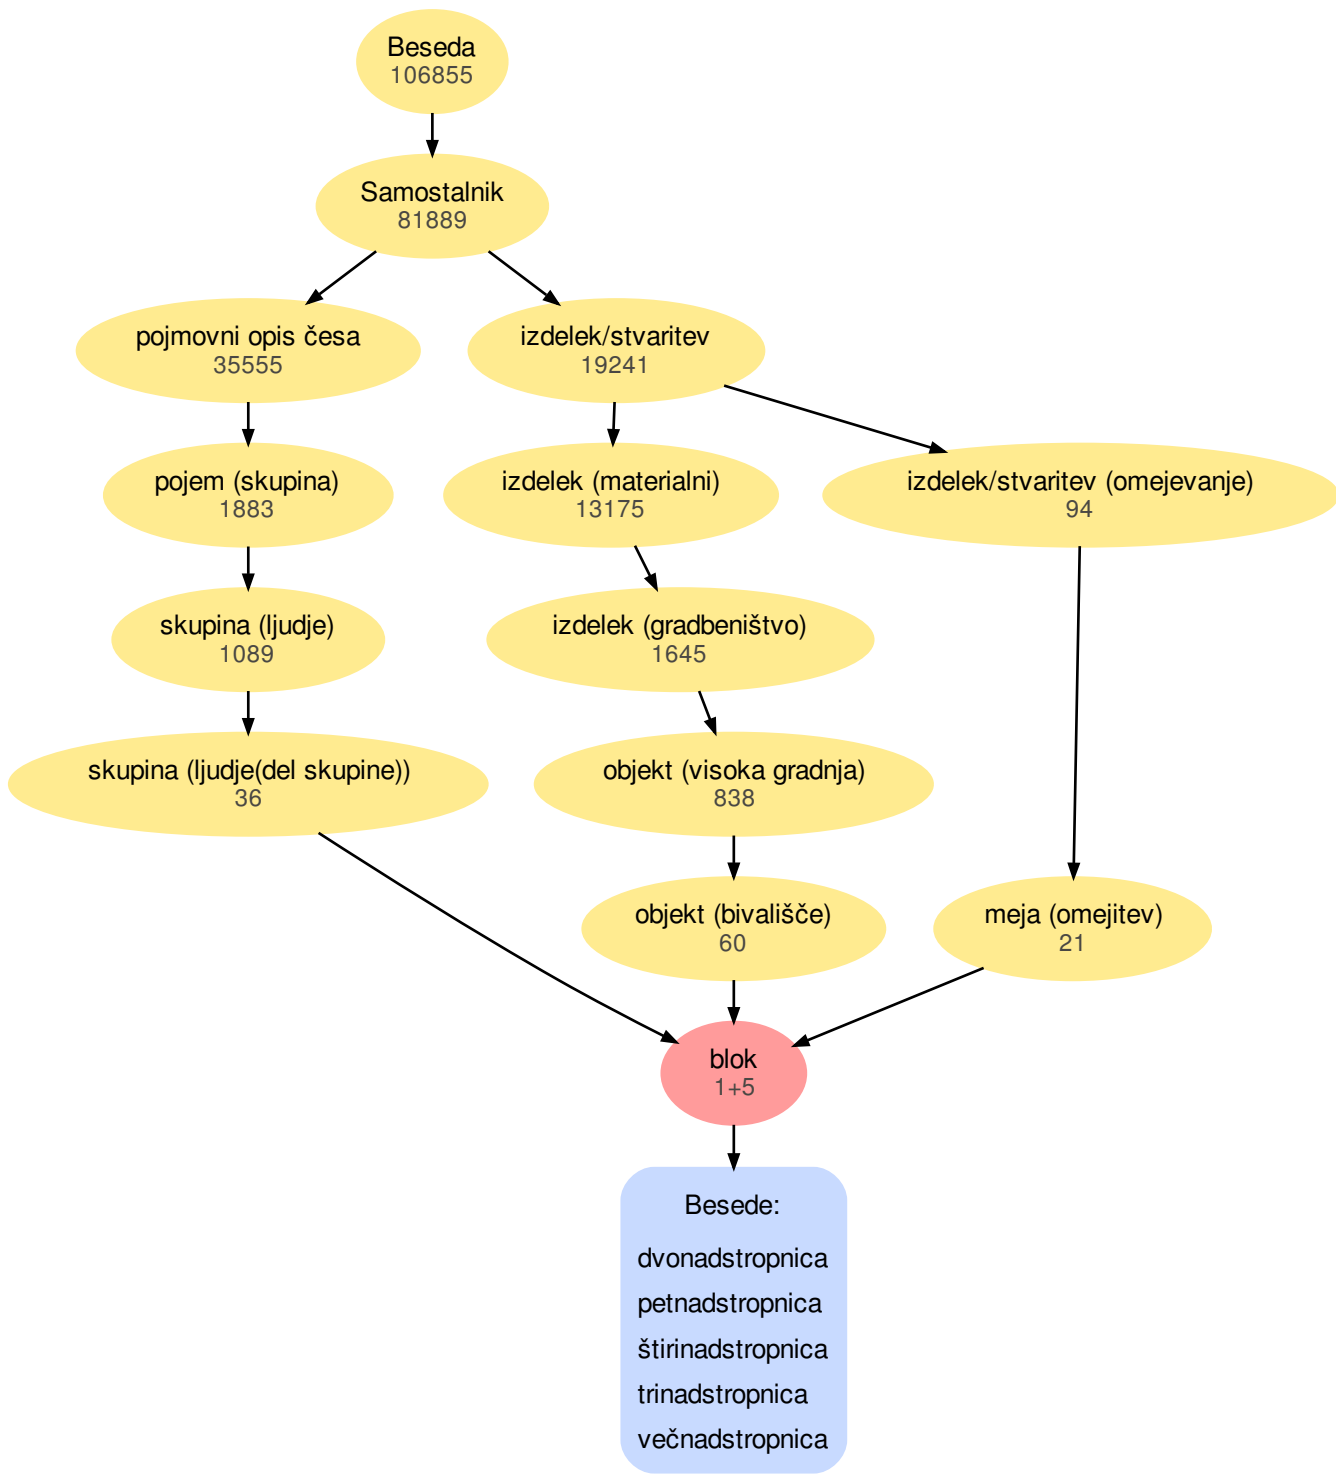 Beseda
106855
Samostalnik
81889
pojmovni opis česa
35555
izdelek/stvaritev
19241
pojem (skupina)
1883
izdelek (materialni)
13175
izdelek/stvaritev (omejevanje)
94
skupina (ljudje)
1089
izdelek (gradbeništvo)
1645
skupina (ljudje(del skupine))
36
objekt (visoka gradnja)
838
objekt (bivališče)
60
meja (omejitev)
21
blok
1+5
Besede:
dvonadstropnica
petnadstropnica
štirinadstropnica
trinadstropnica
večnadstropnica